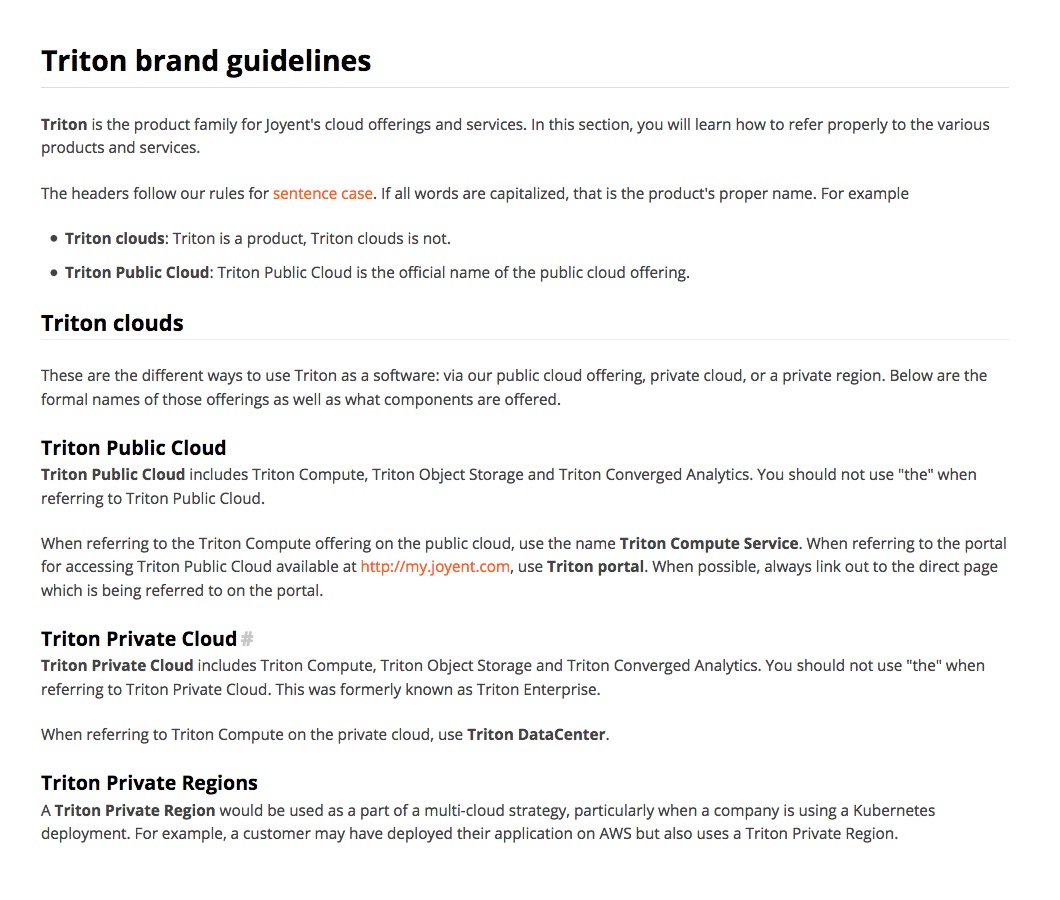 Triton brand guidelines
Triton is the product family for Joyent's cloud offerings and services. In this section, you will learn how to refer properly to the various
products and services.
The headers follow our rules for sentence case. If all words are capitalized, that is the product's proper name. For example
• Triton clouds: Triton is a product, Triton clouds is not.
• Triton Public Cloud: Triton Public Cloud is the official name of the public cloud offering.
Triton clouds
These are the different ways to use Triton as a software: via our public cloud offering, private cloud, or a private region. Below are the
formal names of those offerings as well as what components are offered.
Triton Public Cloud
Triton Public Cloud includes Triton Compute, Triton Object Storage and Triton Converged Analytics. You should not use "the" when
referring to Triton Public Cloud.
When referring to the Triton Compute offering on the public cloud, use the name Triton Compute Service. When referring to the portal
for accessing Triton Public Cloud available at http://my.joyent.com, use Triton portal. When possible, always link out to the direct page
which is being referred to on the portal.
Triton Private Cloud #
Triton Private Cloud includes Triton Compute, Triton Object Storage and Triton Converged Analytics. You should not use "the" when
referring to Triton Private Cloud. This was formerly known as Triton Enterprise.
When referring to Triton Compute on the private cloud, use Triton DataCenter.
Triton Private Regions
A Triton Private Region would be used as a part of a multi-cloud strategy, particularly when a company is using a Kubernetes
deployment. For example, a customer may have deployed their application on AWS but also uses a Triton Private Region.